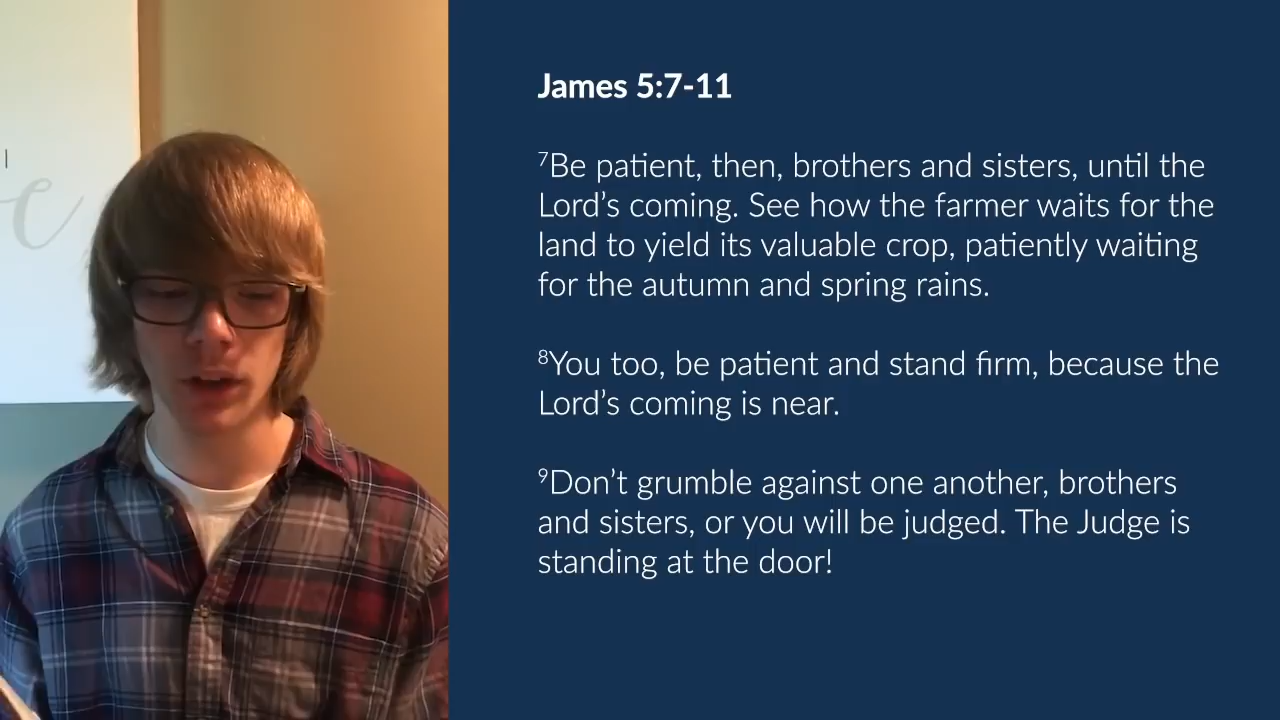 James 5:7-11
⁷Be patient, then, brothers and sisters, until the
Lord’s coming. See how the farmer waits for the
land to yield its valuable crop, patiently waiting
for the autumn and spring rains.
⁸You too, be patient and stand firm, because the
Lord’s coming is near.
⁹Don’t grumble against one another, brothers
and sisters, or you will be judged. The Judge is
standing at the door!